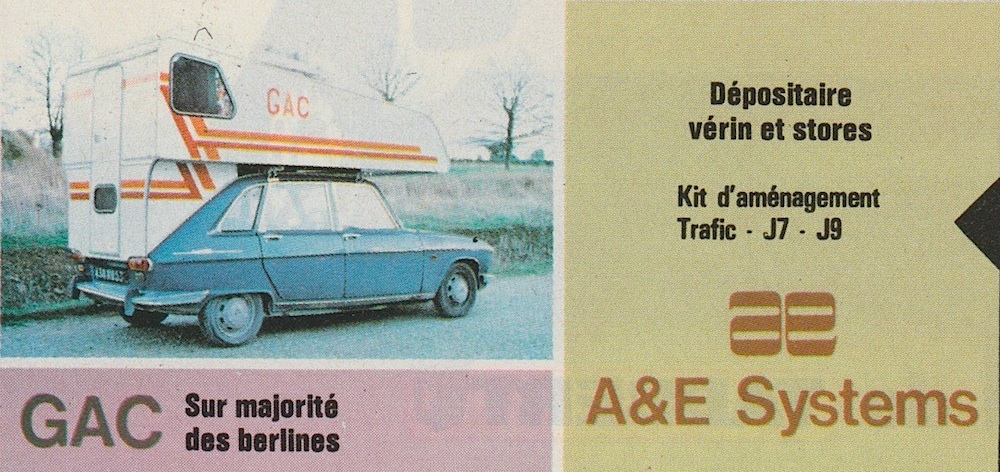 GAC
GAC
Sur majorité
des berlines
Dépositaire
vérin et stores
Kit d'aménagement
Trafic - J7 - J9
ae
A&E Systems